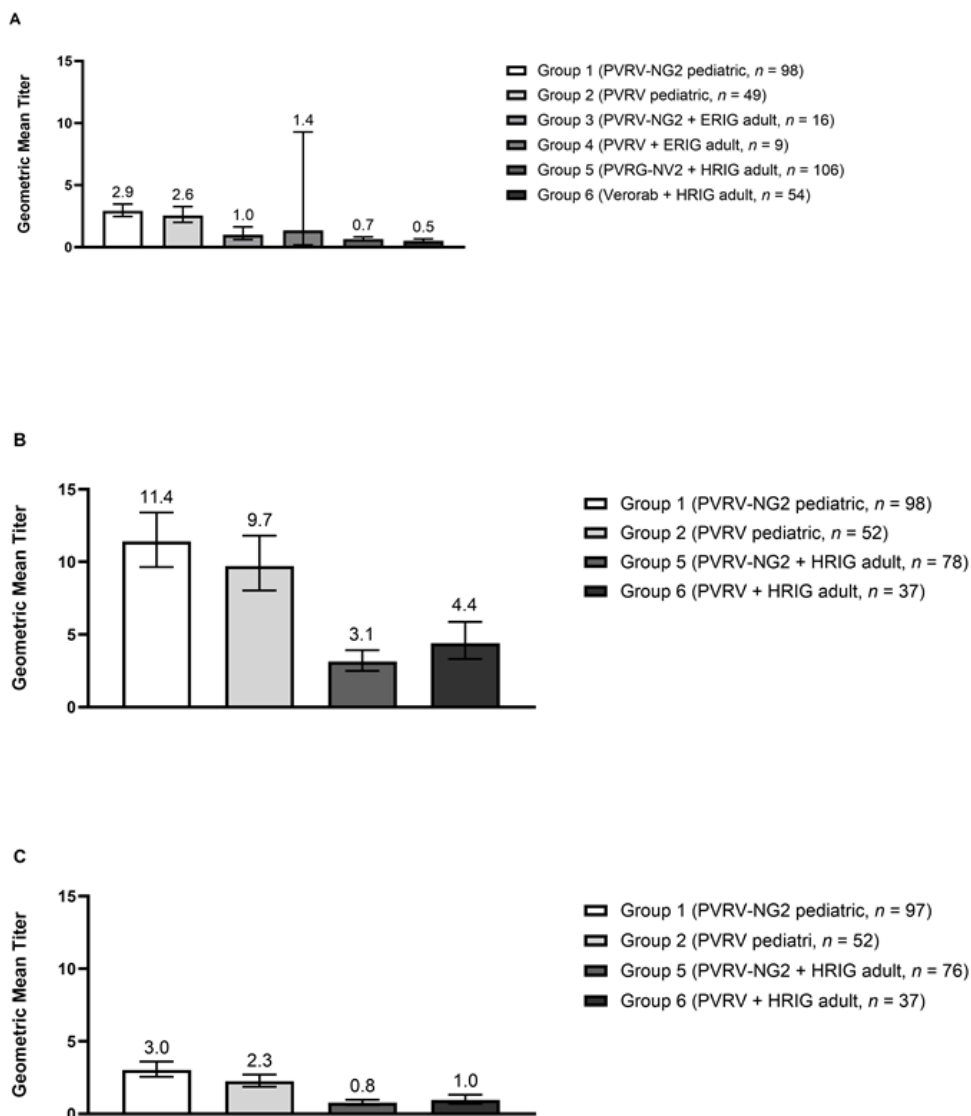 A
Geometric Mean Titer
15
10
5
0
2.9
2.6
1.0
1.4
0.7
0.5
Group 1 (PVRV-NG2 pediatric, n = 98)
Group 2 (PVRV pediatric, n = 49)
Group 3 (PVRV-NG2 + ERIG adult, n = 16)
Group 4 (PVRV + ERIG adult, n = 9)
Group 5 (PVRG-NV2 + HRIG adult, n = 106)
Group 6 (Verorab + HRIG adult, n = 54)
B
Geometric Mean Titer
15
10
5
0
11.4
9.7
3.1
4.4
Group 1 (PVRV-NG2 pediatric, n = 98)
Group 2 (PVRV pediatric, n = 52)
Group 5 (PVRV-NG2 + HRIG adult, n = 78)
Group 6 (PVRV + HRIG adult, n = 37)
C
Geometric Mean Titer
15
10
5
0
3.0
2.3
0.8
1.0
Group 1 (PVRV-NG2 pediatric, n = 97)
Group 2 (PVRV pediatri, n = 52)
Group 5 (PVRV-NG2 + HRIG adult, n = 76)
Group 6 (PVRV + HRIG adult, n = 37)